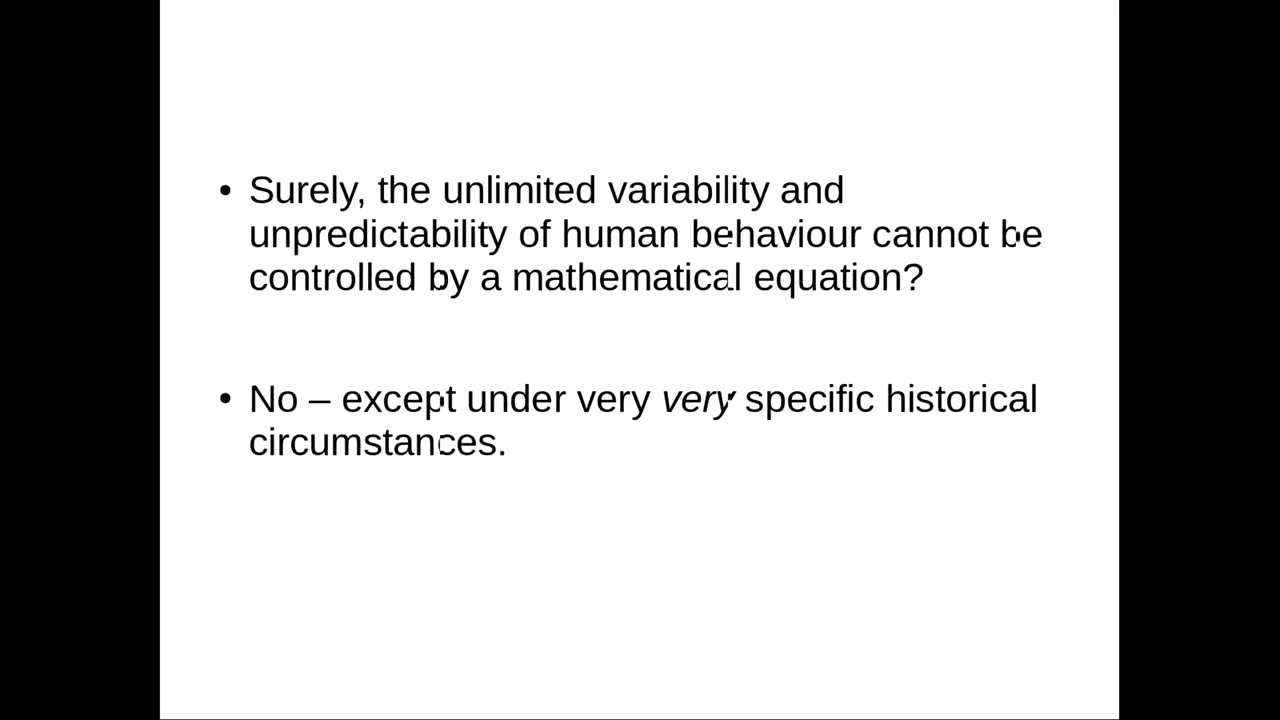 • Surely, the unlimited variability and
unpredictability of human behaviour cannot be
controlled by a mathematical equation?
• No – except under very very specific historical
circumstances.